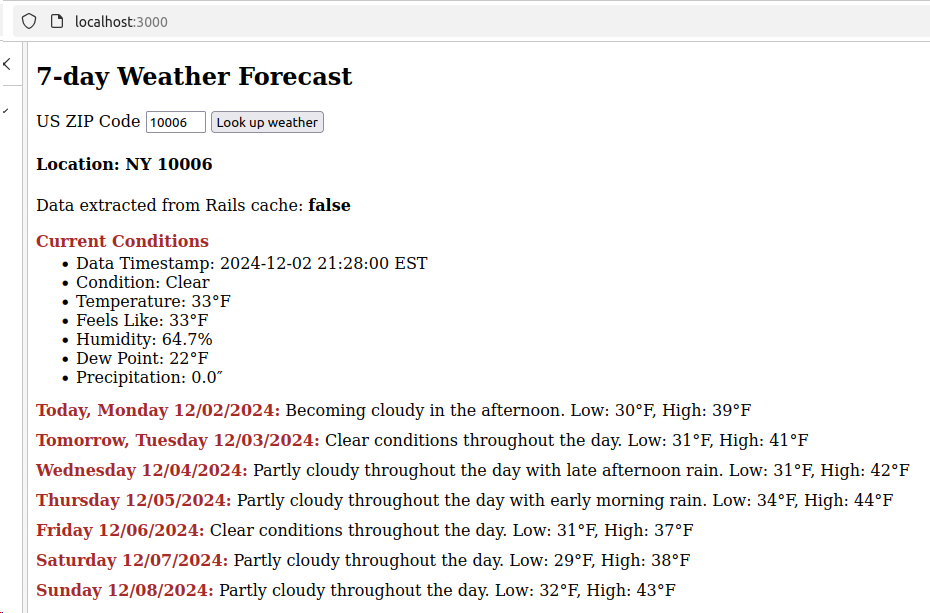 localhost:3000
7-day Weather Forecast
US ZIP Code 10006 Look up weather
Location: NY 10006
Data extracted from Rails cache: false
Current Conditions
• Data Timestamp: 2024-12-02 21:28:00 EST
• Condition: Clear
• Temperature: 33°F
• Feels Like: 33°F
• Humidity: 64.7%
• Dew Point: 22°F
• Precipitation: 0.0″
Today, Monday 12/02/2024: Becoming cloudy in the afternoon. Low: 30°F, High: 39°F
Tomorrow, Tuesday 12/03/2024: Clear conditions throughout the day. Low: 31°F, High: 41°F
Wednesday 12/04/2024: Partly cloudy throughout the day with late afternoon rain. Low: 31°F, High: 42°F
Thursday 12/05/2024: Partly cloudy throughout the day with early morning rain. Low: 34°F, High: 44°F
Friday 12/06/2024: Clear conditions throughout the day. Low: 31°F, High: 37°F
Saturday 12/07/2024: Partly cloudy throughout the day. Low: 29°F, High: 38°F
Sunday 12/08/2024: Partly cloudy throughout the day. Low: 32°F, High: 43°F